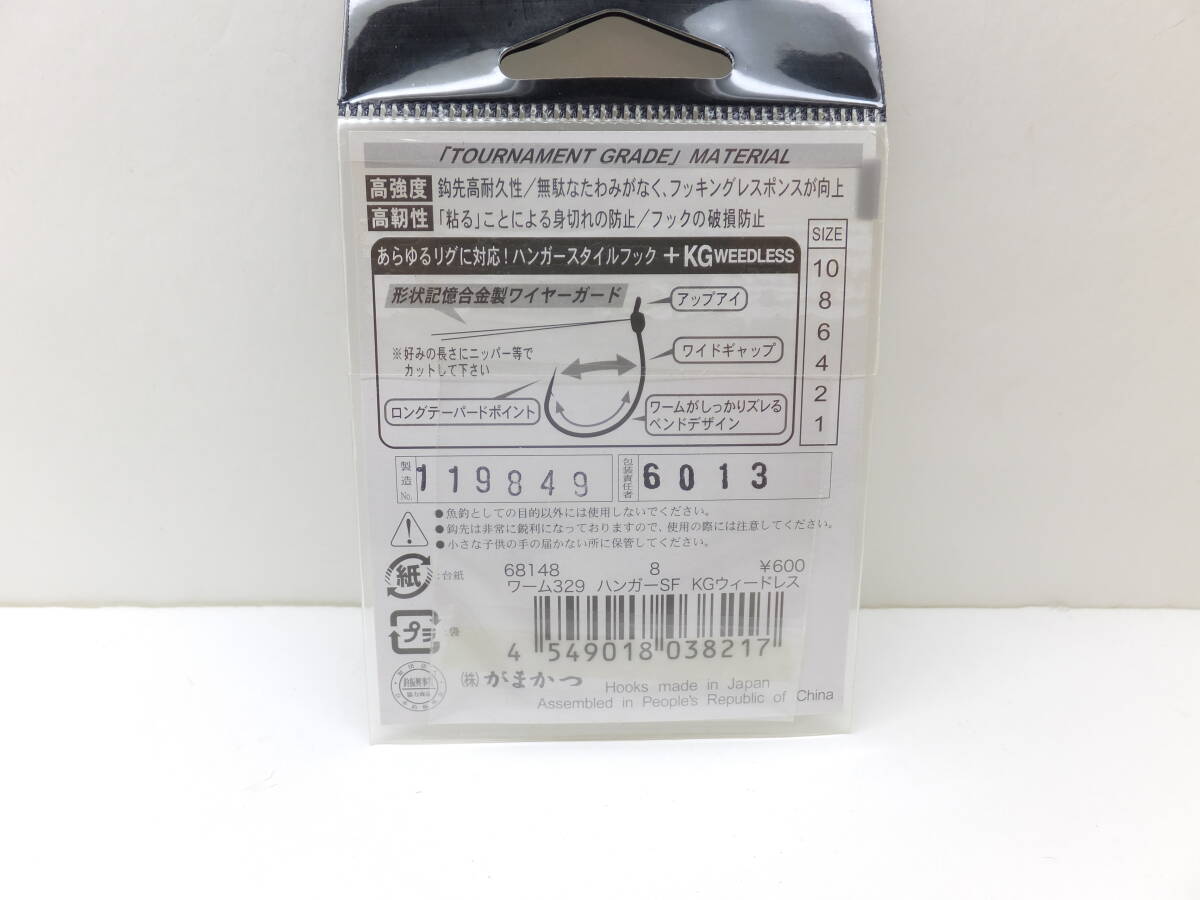 「TOURNAMENT GRADE」 MATERIAL
高強度 鈎先高耐久性/無駄なたわみがなく、フッキングレスポンスが向上
高靭性 「粘る」ことによる身切れの防止/フックの破損防止
あらゆるリグに対応!ハンガースタイルフック +KG WEEDLESS
形状記憶合金製ワイヤーガード
アップアイ
※好みの長さにニッパー等で
カットして下さい
ワイドギャップ
ロングテーパードポイント
ワームがしっかりズレる
ベンドデザイン
SIZE
10
8
6
4
2
1
製造No. 119849
包装責任者 6013
●魚釣としての目的以外には使用しないでください。
●鈎先は非常に鋭利になっておりますので、使用の際には注意してください。
●小さな子供の手の届かない所に保管してください。
紙 :台紙
プラ :袋
68148 8 ¥600
ワーム329 ハンガーSF KGウィードレス
4 549018 038217
(株)がまかつ
Hooks made in Japan
Assembled in People's Republic of China